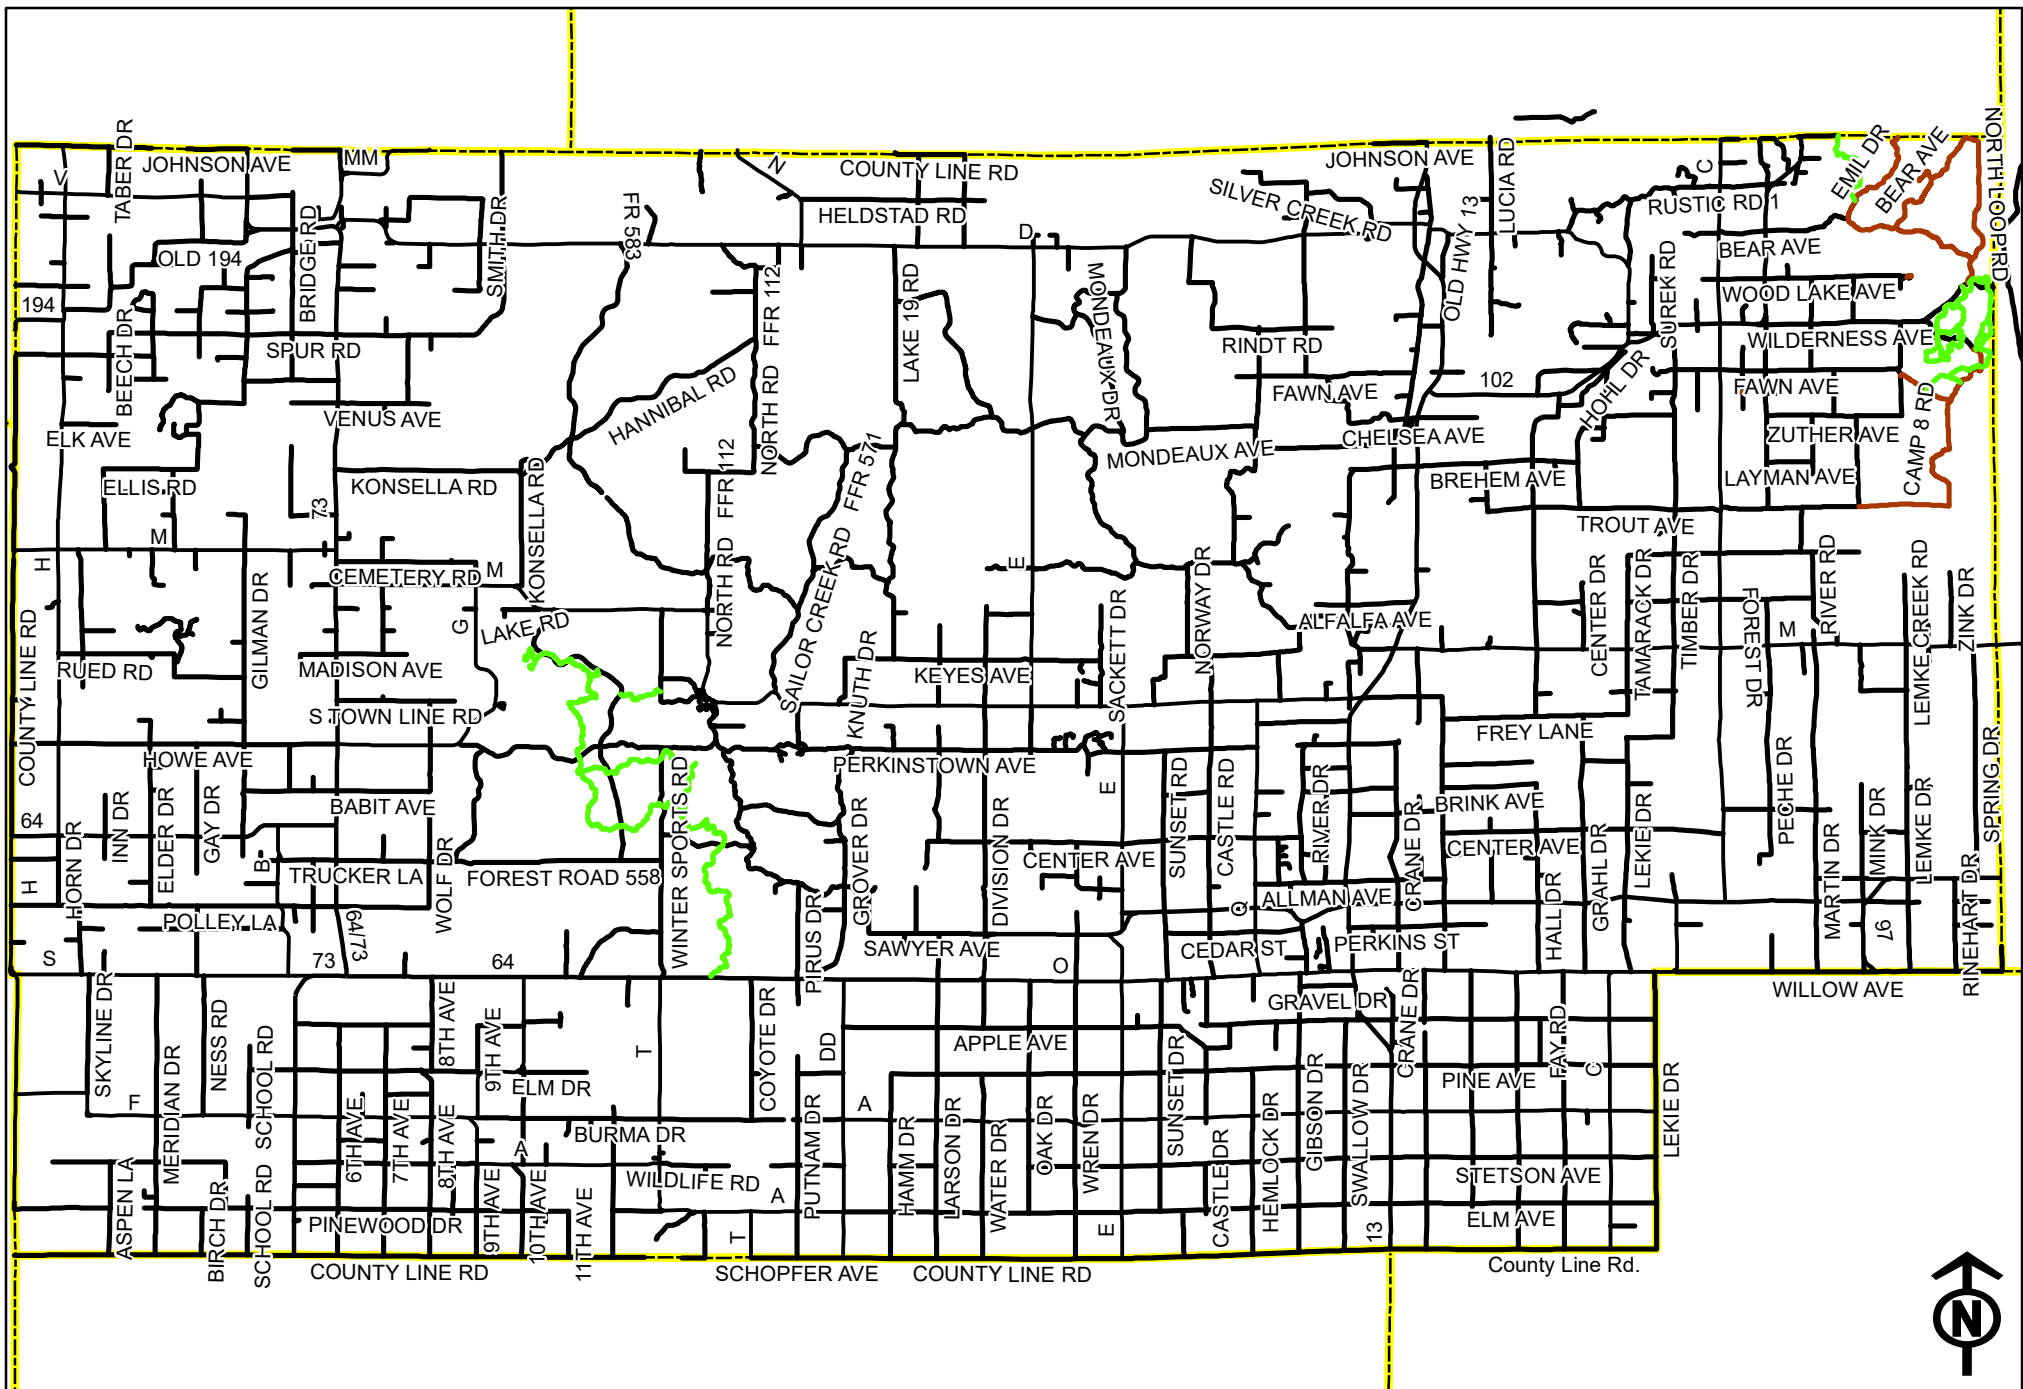 TABER DR
JOHNSON AVE
MM
N
COUNTY LINE RD
JOHNSON AVE
LUCIA RD
C
EMIL DR
BEAR AVE
NORTH LOOP RD
V
HELDSTAD RD
SILVER CREEK RD
OLD HWY 13
RUSTIC RD 1
BRIDGE RD
SMITH DR
FR 583
D
OLD 194
BEAR AVE
194
FFR 112
LAKE 19 RD
MONDEAUX DR
SUREK RD
WOOD LAKE AVE
BEECH DR
SPUR RD
RINDT RD
WILDERNESS AVE
HANNIBAL RD
NORTH RD
FAWN AVE
102
HOHL DR
FAWN AVE
VENUS AVE
ELK AVE
CHELSEA AVE
ZUTHER AVE
CAMP 8 RD
MONDEAUX AVE
ELLIS RD
KONSELLA RD
KONSELLA RD
FFR 112
FFR 571
BREHEM AVE
LAYMAN AVE
73
TROUT AVE
M
H
CEMETERY RD
M
NORTH RD
SAILOR CREEK RD
E
NORWAY DR
CENTER DR
TAMARACK DR
TIMBER DR
FOREST DR
RIVER RD
LEMKE CREEK RD
ZINK DR
GILMAN DR
G
LAKE RD
ALFALFA AVE
M
COUNTY LINE RD
RUED RD
MADISON AVE
KNUTH DR
KEYES AVE
SACKETT DR
S TOWN LINE RD
FREY LANE
HOWE AVE
PERKINSTOWN AVE
SPRING DR
64
BABIT AVE
WINTER SPORTS RD
E
SUNSET RD
CASTLE RD
RIVER DR
BRINK AVE
PECHE DR
HORN DR
INN DR
ELDER DR
GAY DR
B
WOLF DR
GROVER DR
DIVISION DR
CENTER AVE
CRANE DR
CENTER AVE
GRAHL DR
LEKIE DR
MARTIN DR
MINK DR
LEMKE DR
H
TRUCKER LA
FOREST ROAD 558
Q
ALLMAN AVE
HALL DR
RINEHART DR
POLLEY LA
64/73
PIRUS DR
SAWYER AVE
CEDAR ST
PERKINS ST
97
S
73
64
O
WILLOW AVE
SKYLINE DR
MERIDIAN DR
NESS RD
SCHOOL RD
8TH AVE
9TH AVE
T
COYOTE DR
DD
APPLE AVE
SUNSET DR
GRAVEL DR
CRANE DR
FAY RD
C
ELM DR
PINE AVE
LEKIE DR
F
6TH AVE
7TH AVE
8TH AVE
A
BURMA DR
PUTNAM DR
A
HAMM DR
LARSON DR
WATER DR
OAK DR
WREN DR
CASTLE DR
HEMLOCK DR
GIBSON DR
SWALLOW DR
ASPEN LA
BIRCH DR
SCHOOL RD
9TH AVE
10TH AVE
11TH AVE
WILDLIFE RD
A
STETSON AVE
PINEWOOD DR
T
E
13
ELM AVE
COUNTY LINE RD
SCHOPFER AVE
COUNTY LINE RD
County Line Rd.
N